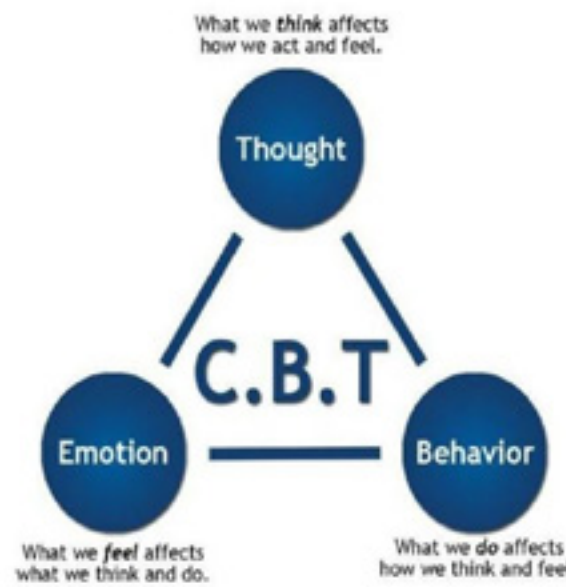 What we think affects
how we act and feel.
Thought
C.B.T
Emotion
Behavior
What we feel affects
what we think and do.
What we do affects
how we think and fee